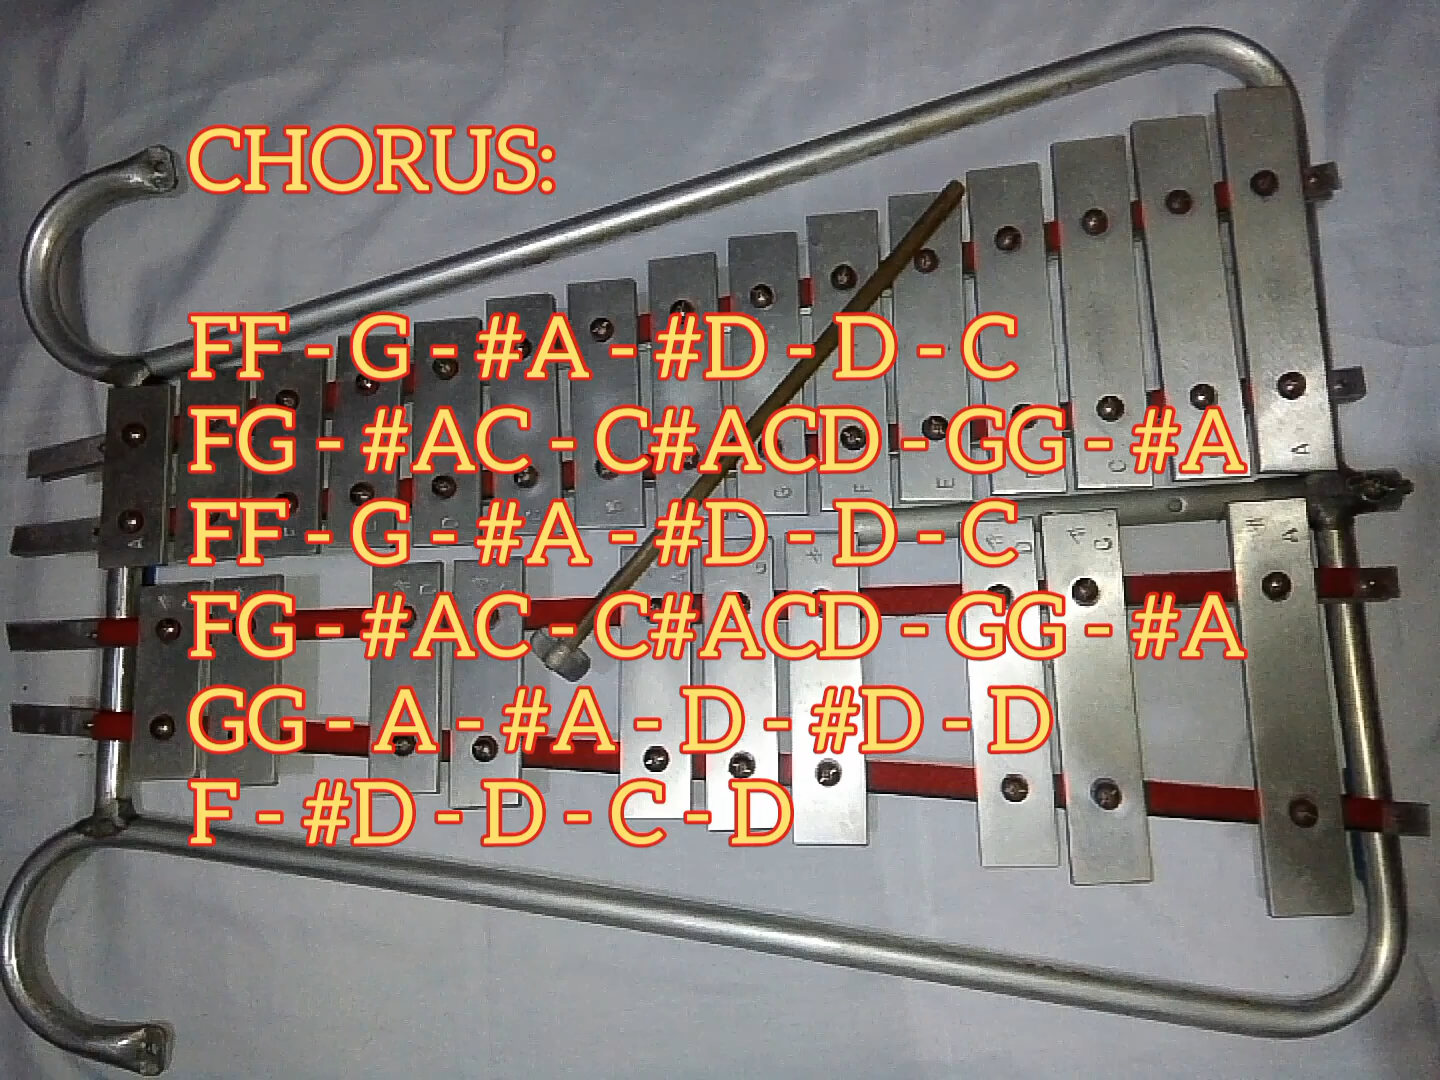 CHORUS:
FF - G - #A - #D - D - C
FG - #AC - C#ACD - GG - #A
FF - G - #A - #D - D - C
FG - #AC - C#ACD - GG - #A
GG - A - #A - D - #D - D
F - #D - D - C - D